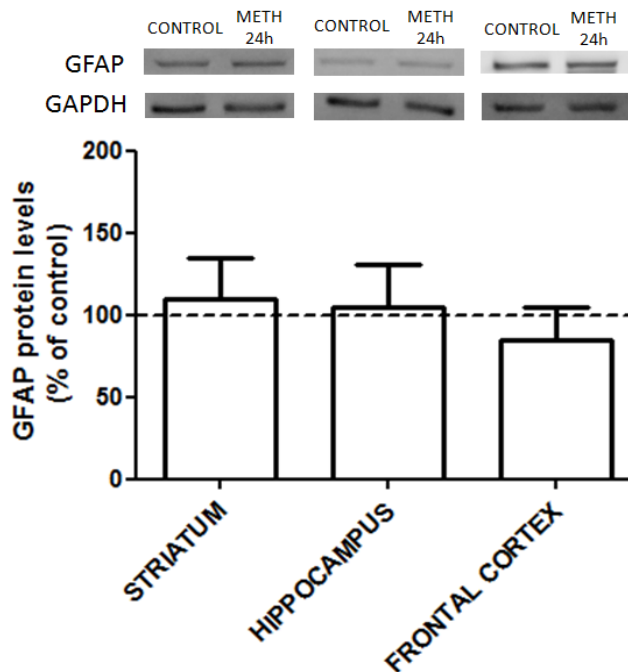 CONTROL METH 24h CONTROL METH 24h CONTROL METH 24h
GFAP
GAPDH
200
150
100
50
0
GFAP protein levels
(% of control)
STRIATUM
HIPPOCAMPUS
FRONTAL CORTEX